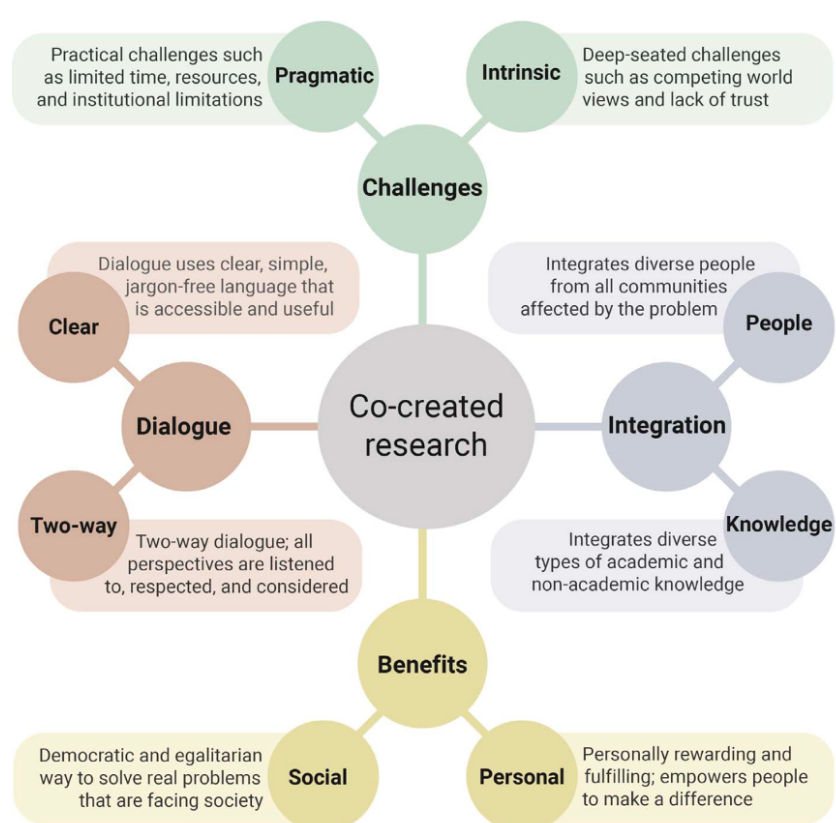 Practical challenges such
as limited time, resources,
and institutional limitations
Pragmatic
Intrinsic
Deep-seated challenges
such as competing world
views and lack of trust
Challenges
Dialogue uses clear, simple,
jargon-free language that
is accessible and useful
Clear
Integrates diverse people
from all communities
affected by the problem
People
Dialogue
Co-created
research
Integration
Two-way
Two-way dialogue; all
perspectives are listened
to, respected, and considered
Knowledge
Integrates diverse
types of academic and
non-academic knowledge
Benefits
Democratic and egalitarian
way to solve real problems
that are facing society
Social
Personal
Personally rewarding and
fulfilling; empowers people
to make a difference